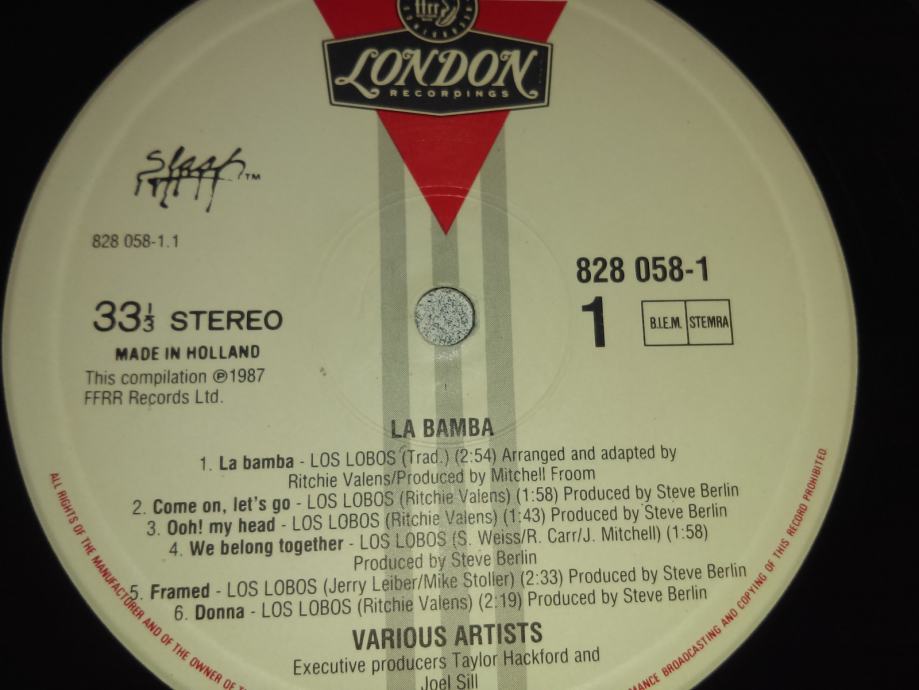 ffrr
LONDON
RECORDINGS
Slash ™
828 058-1.1
33⅓ STEREO
MADE IN HOLLAND
This compilation ℗1987
FFRR Records Ltd.
828 058-1
1
B.I.E.M. STEMRA
LA BAMBA
1. La bamba - LOS LOBOS (Trad.) (2:54) Arranged and adapted by
Ritchie Valens/Produced by Mitchell Froom
2. Come on, let's go - LOS LOBOS (Ritchie Valens) (1:58) Produced by Steve Berlin
3. Ooh! my head - LOS LOBOS (Ritchie Valens) (1:43) Produced by Steve Berlin
4. We belong together - LOS LOBOS (S. Weiss/R. Carr/J. Mitchell) (1:58)
Produced by Steve Berlin
5. Framed - LOS LOBOS (Jerry Leiber/Mike Stoller) (2:33) Produced by Steve Berlin
6. Donna - LOS LOBOS (Ritchie Valens) (2:19) Produced by Steve Berlin
VARIOUS ARTISTS
Executive producers Taylor Hackford and
Joel Sill
ALL RIGHTS OF THE MANUFACTURER AND OF THE OWNER OF
BROADCASTING AND COPYING OF THIS RECORD PROHIBITED